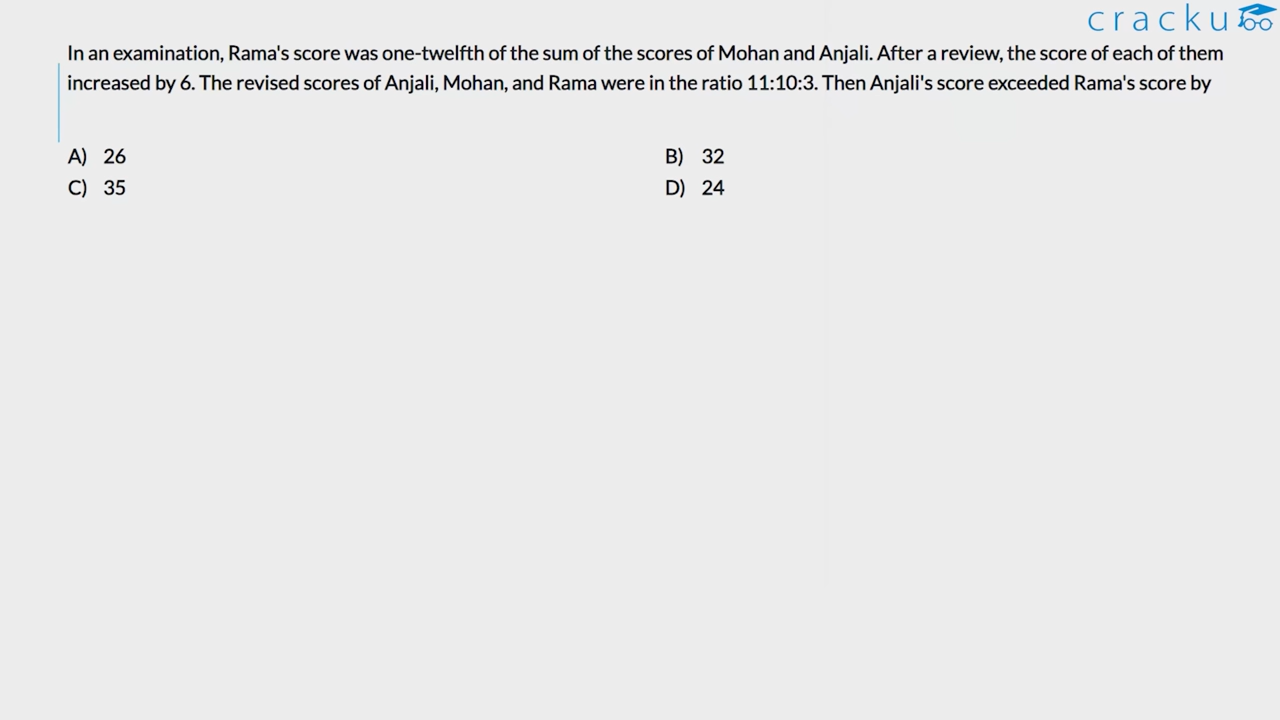 cracku
In an examination, Rama's score was one-twelfth of the sum of the scores of Mohan and Anjali. After a review, the score of each of them
increased by 6. The revised scores of Anjali, Mohan, and Rama were in the ratio 11:10:3. Then Anjali's score exceeded Rama's score by
A) 26 B) 32
C) 35 D) 24